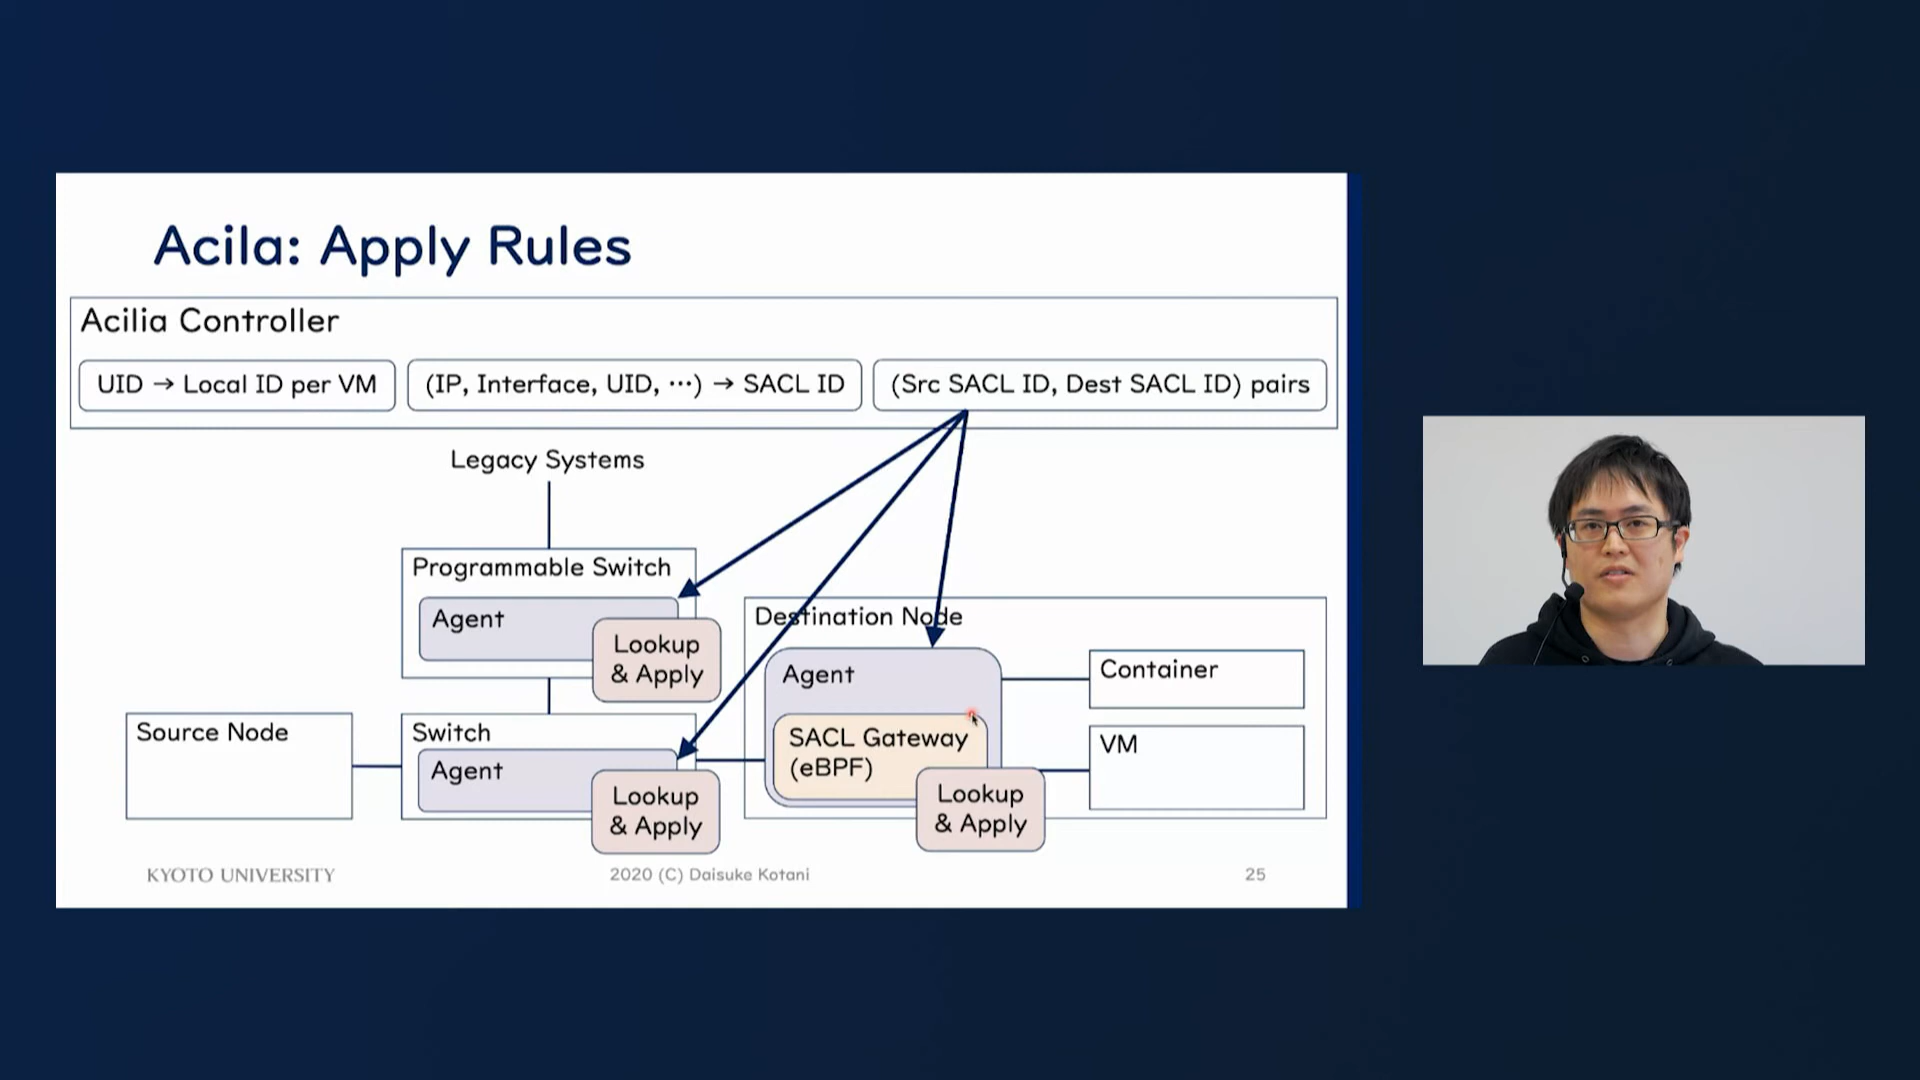 Acila: Apply Rules
Acilia Controller
UID → Local ID per VM
(IP, Interface, UID, ⋯) → SACL ID
(Src SACL ID, Dest SACL ID) pairs
Legacy Systems
Programmable Switch
Agent
Lookup
& Apply
Destination Node
Agent
SACL Gateway
(eBPF)
Lookup
& Apply
Container
VM
Source Node
Switch
Agent
Lookup
& Apply
KYOTO UNIVERSITY
2020 (C) Daisuke Kotani
25